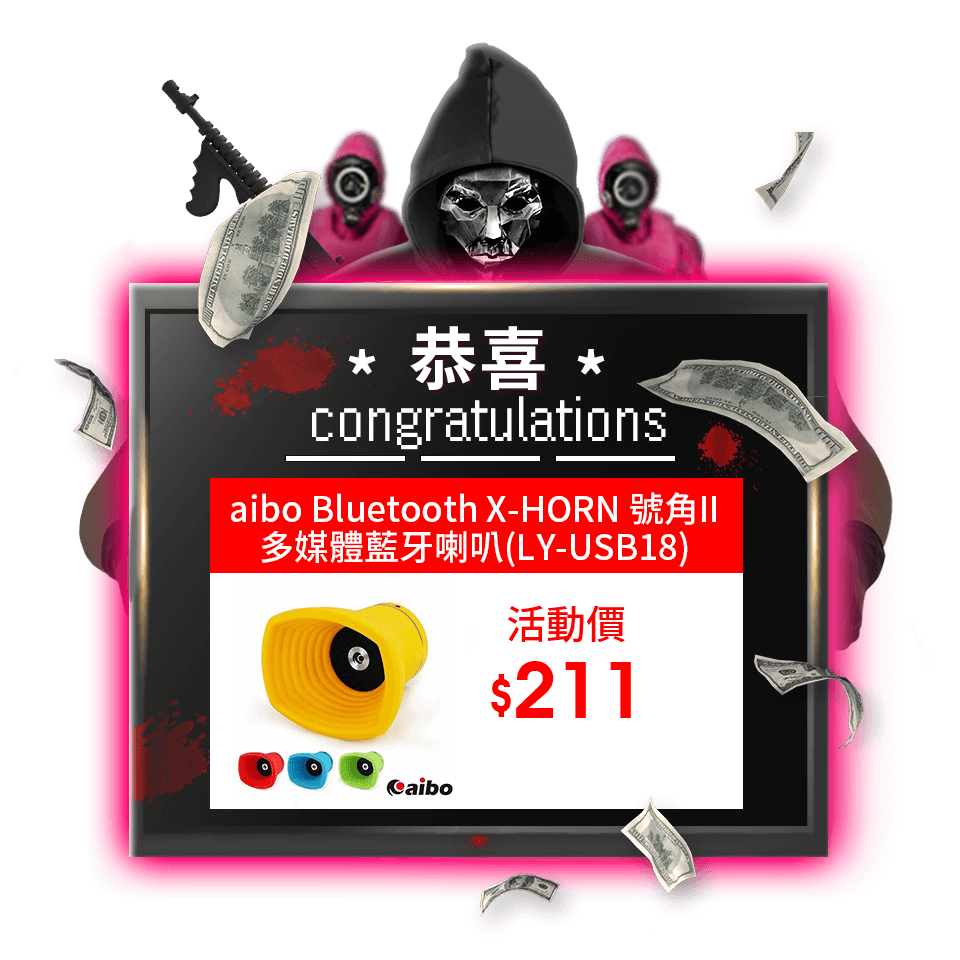 * 恭喜 *
congratulations
aibo Bluetooth X-HORN 號角II
多媒體藍牙喇叭(LY-USB18)
活動價
$211
aibo